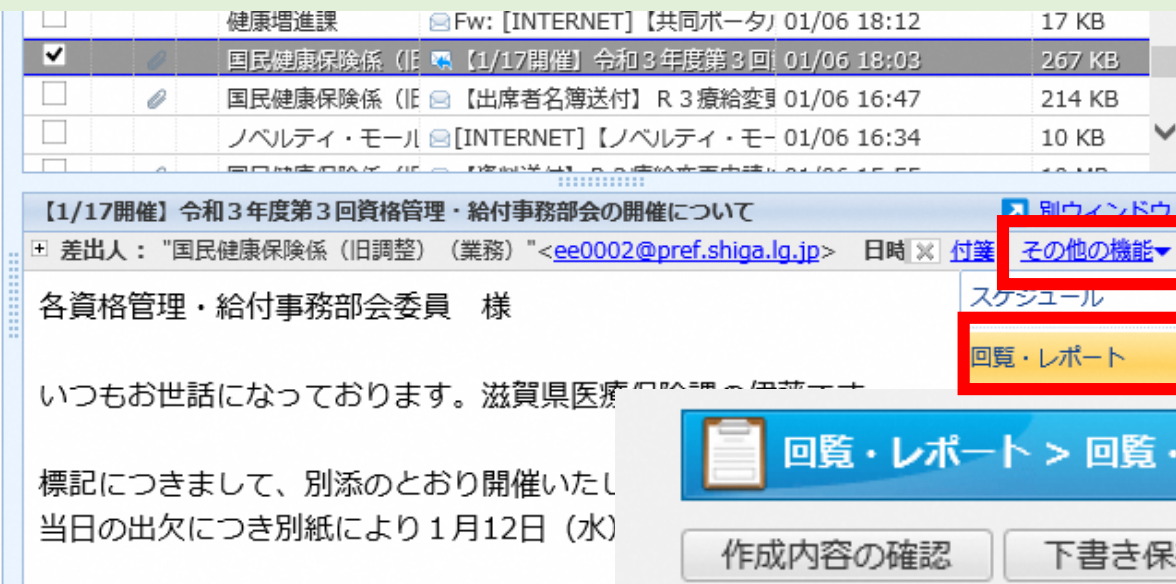 健康増進課 Fw: [INTERNET]【共同ポータ 01/06 18:12 17 KB
国民健康保険係（旧 【1/17開催】令和３年度第３回 01/06 18:03 267 KB
国民健康保険係（旧 【出席者名簿送付】Ｒ３療給変更 01/06 16:47 214 KB
ノベルティ・モール [INTERNET]【ノベルティ・モー 01/06 16:34 10 KB
【1/17開催】令和３年度第３回資格管理・給付事務部会の開催について 別ウィンドウ
差出人： "国民健康保険係（旧調整）（業務）"<ee0002@pref.shiga.lg.jp> 日時 付箋 その他の機能▼
スケジュール
回覧・レポート
各資格管理・給付事務部会委員　様
いつもお世話になっております。滋賀県医療
標記につきまして、別添のとおり開催いたし
当日の出欠につき別紙により１月12日（水）
回覧・レポート > 回覧・
作成内容の確認 下書き保